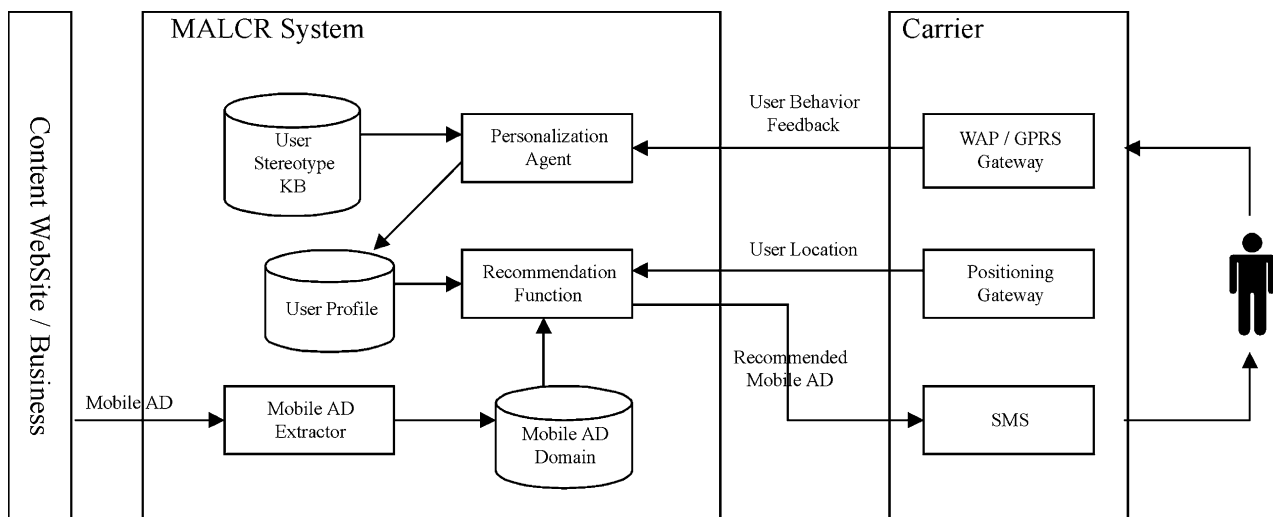 Content WebSite / Business
MALCR System
Carrier
User
Stereotype
KB
Personalization
Agent
User Behavior
Feedback
WAP / GPRS
Gateway
User Profile
Recommendation
Function
User Location
Positioning
Gateway
Recommended
Mobile AD
Mobile AD
Mobile AD
Extractor
Mobile AD
Domain
SMS